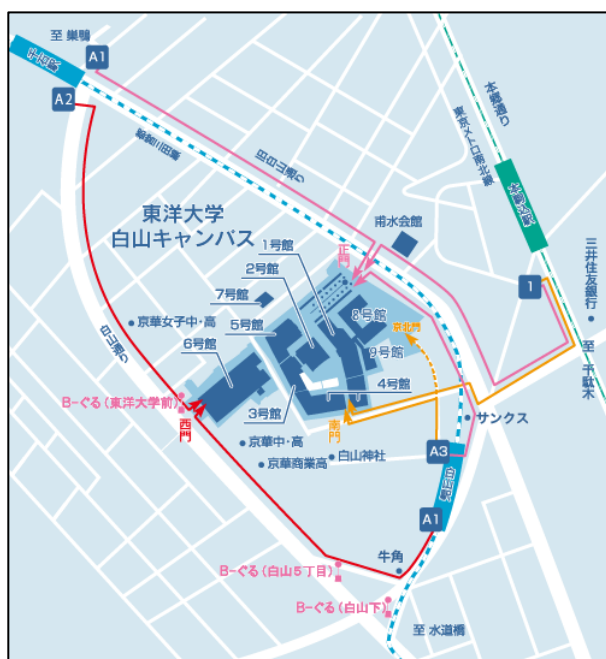 至 巣鴨
A1
千石駅
A2
本郷通り
東京メトロ南北線
都営三田線
旧白山通り
東洋大学
白山キャンパス
甫水会館
本駒込駅
正門
1号館
2号館
7号館
5号館
6号館
8号館
9号館
京北門
1
三井住友銀行
至 千駄木
京華女子中・高
白山通り
B-ぐる(東洋大学前)
西門
3号館
4号館
南門
サンクス
京華中・高
京華商業高
白山神社
A3
白山駅
A1
牛角
B-ぐる(白山5丁目)
B-ぐる(白山下)
至 水道橋